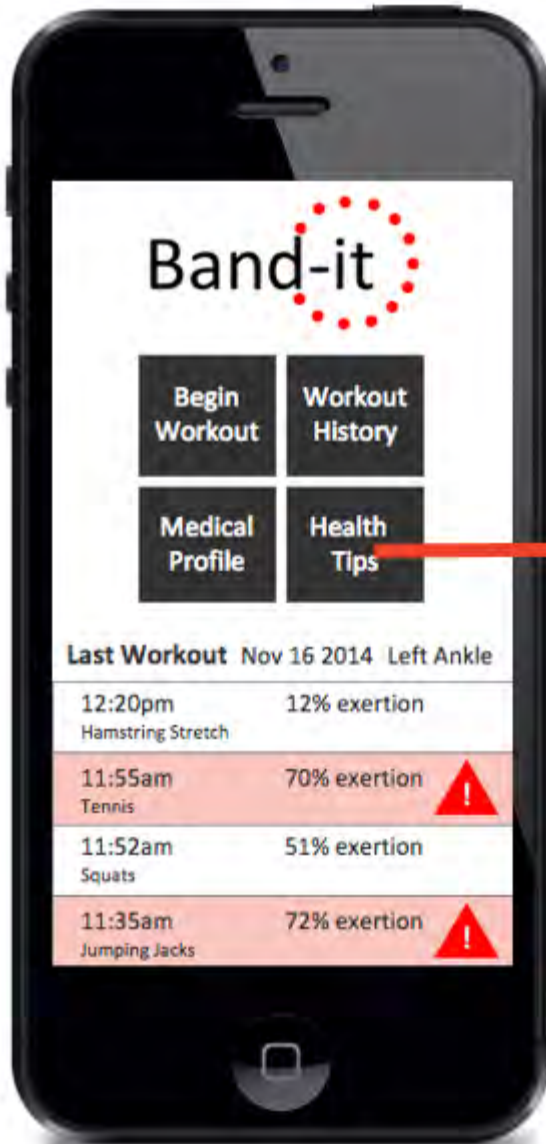 Band-it
Begin Workout
Workout History
Medical Profile
Health Tips
Last Workout Nov 16 2014 Left Ankle
12:20pm 12% exertion
Hamstring Stretch
11:55am 70% exertion !
Tennis
11:52am 51% exertion
Squats
11:35am 72% exertion !
Jumping Jacks